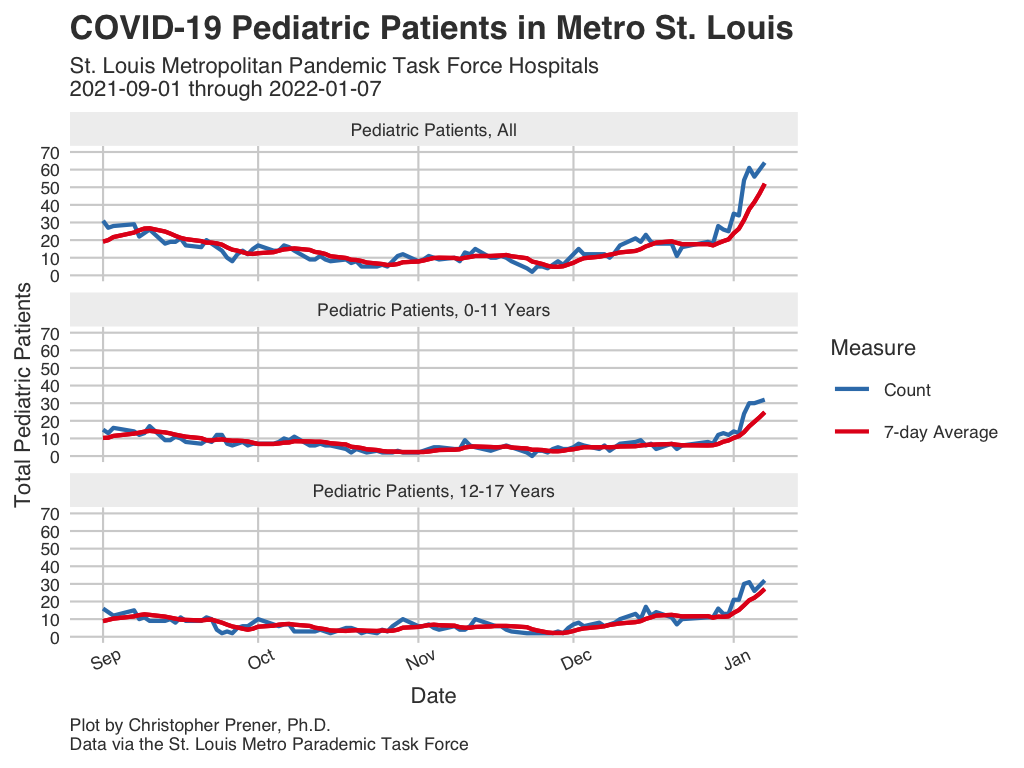 COVID-19 Pediatric Patients in Metro St. Louis
St. Louis Metropolitan Pandemic Task Force Hospitals
2021-09-01 through 2022-01-07
Pediatric Patients, All
70
60
50
40
30
20
10
0
Pediatric Patients, 0-11 Years
70
60
50
40
30
20
10
0
Pediatric Patients, 12-17 Years
70
60
50
40
30
20
10
0
Total Pediatric Patients
Sep
Oct
Nov
Dec
Jan
Date
Measure
Count
7-day Average
Plot by Christopher Prener, Ph.D.
Data via the St. Louis Metro Parademic Task Force